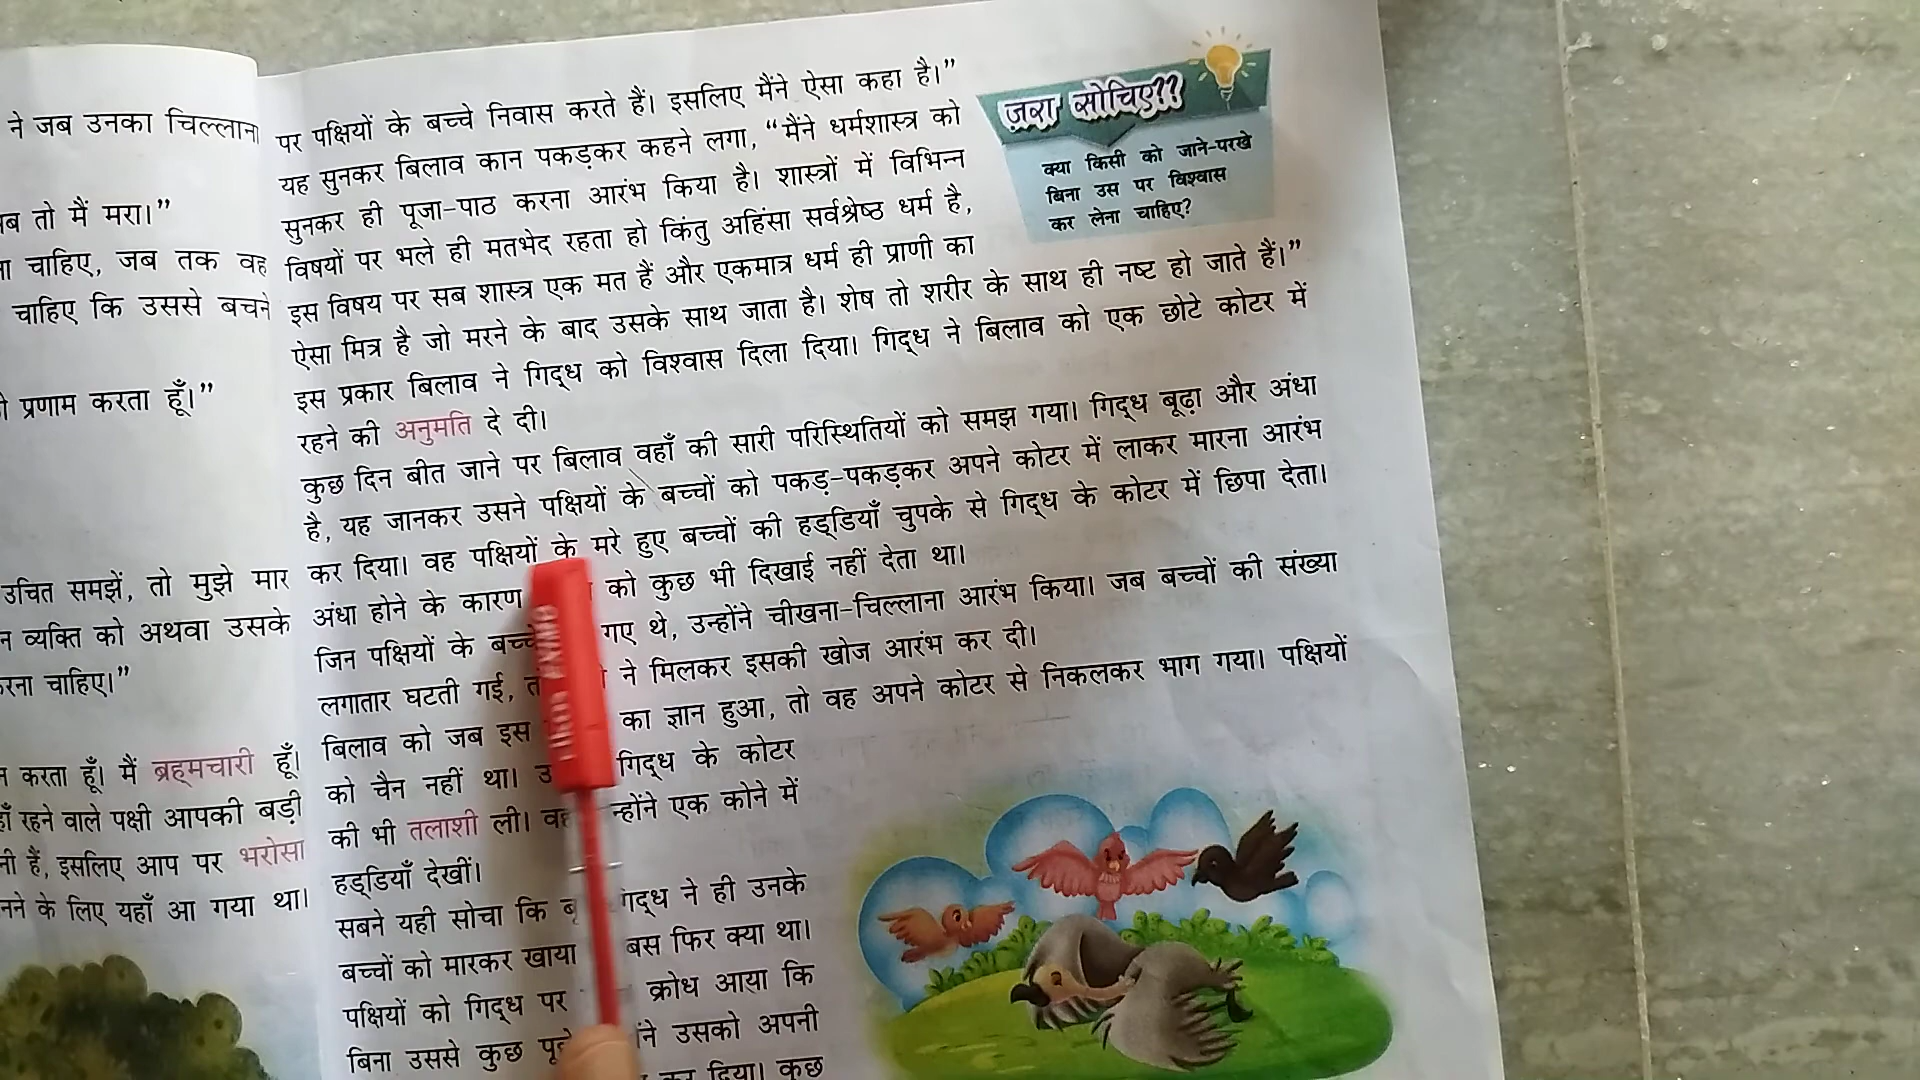 ने जब उनका चिल्लाना
ब तो मैं मरा।”
चाहिए, जब तक वह
चाहिए कि उससे बचने
प्रणाम करता हूँ।”
उचित समझें, तो मुझे मार
व्यक्ति को अथवा उसके
रना चाहिए।”
करता हूँ। मैं ब्रह्मचारी हूँ।
रहने वाले पक्षी आपकी बड़ी
हैं, इसलिए आप पर भरोसा
नने के लिए यहाँ आ गया था।
पर पक्षियों के बच्चे निवास करते हैं। इसलिए मैंने ऐसा कहा है।”
यह सुनकर बिलाव कान पकड़कर कहने लगा, “मैंने धर्मशास्त्र को
सुनकर ही पूजा-पाठ करना आरंभ किया है। शास्त्रों में विभिन्न
विषयों पर भले ही मतभेद रहता हो किंतु अहिंसा सर्वश्रेष्ठ धर्म है,
इस विषय पर सब शास्त्र एक मत हैं और एकमात्र धर्म ही प्राणी का
ऐसा मित्र है जो मरने के बाद उसके साथ जाता है। शेष तो शरीर के साथ ही नष्ट हो जाते हैं।”
इस प्रकार बिलाव ने गिद्ध को विश्वास दिला दिया। गिद्ध ने बिलाव को एक छोटे कोटर में
रहने की अनुमति दे दी।
कुछ दिन बीत जाने पर बिलाव वहाँ की सारी परिस्थितियों को समझ गया। गिद्ध बूढ़ा और अंधा
है, यह जानकर उसने पक्षियों के बच्चों को पकड़-पकड़कर अपने कोटर में लाकर मारना आरंभ
कर दिया। वह पक्षियों के मरे हुए बच्चों की हड्डियाँ चुपके से गिद्ध के कोटर में छिपा देता।
अंधा होने के कारण को कुछ भी दिखाई नहीं देता था।
जिन पक्षियों के बच्चे गए थे, उन्होंने चीखना-चिल्लाना आरंभ किया। जब बच्चों की संख्या
लगातार घटती गई, ने मिलकर इसकी खोज आरंभ कर दी।
बिलाव को जब इस का ज्ञान हुआ, तो वह अपने कोटर से निकलकर भाग गया। पक्षियों
को चैन नहीं था। गिद्ध के कोटर
की भी तलाशी ली। न्होंने एक कोने में
हड्डियाँ देखीं।
सबने यही सोचा कि गिद्ध ने ही उनके
बच्चों को मारकर खाया बस फिर क्या था।
पक्षियों को गिद्ध पर क्रोध आया कि
बिना उससे कुछ उसको अपनी
कर दिया। कुछ
ज़रा सोचिए??
क्या किसी को जाने-परखे
बिना उस पर विश्वास
कर लेना चाहिए?